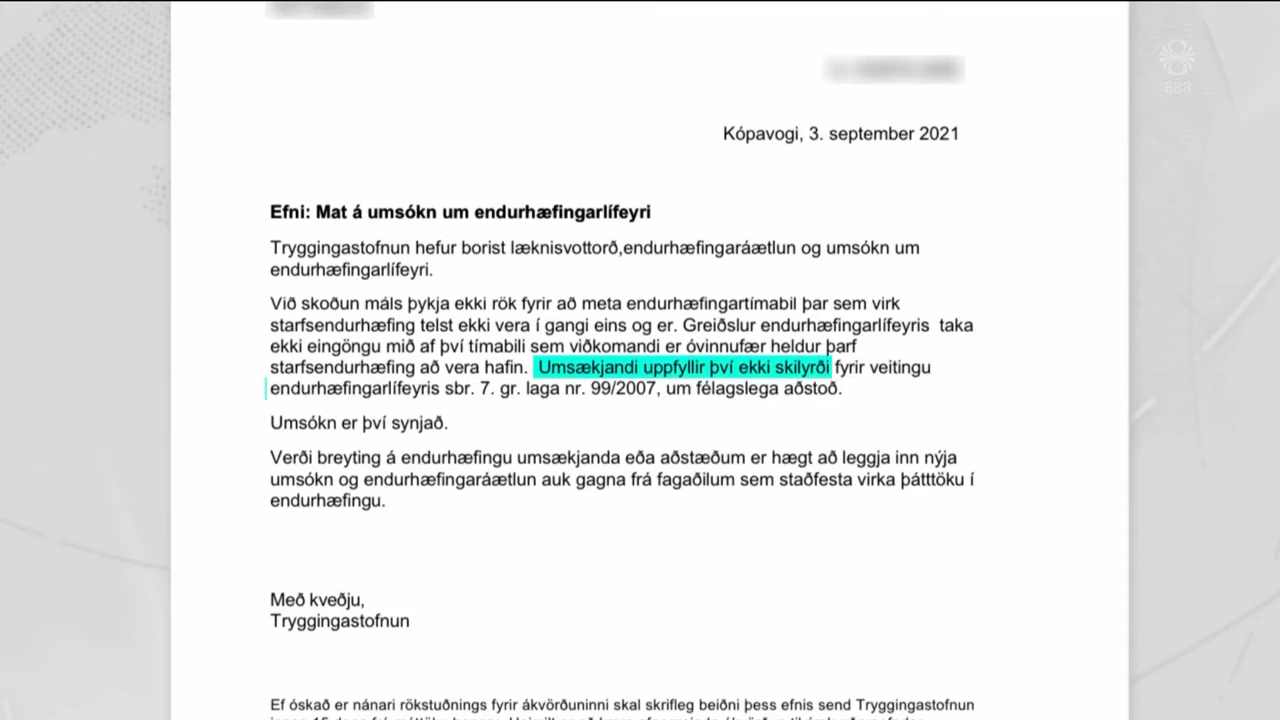 888
Kópavogi, 3. september 2021
Efni: Mat á umsókn um endurhæfingarlífeyri
Tryggingastofnun hefur borist læknisvottorð,endurhæfingaráætlun og umsókn um
endurhæfingarlífeyri.
Við skoðun máls þykja ekki rök fyrir að meta endurhæfingartímabil þar sem virk
starfsendurhæfing telst ekki vera í gangi eins og er. Greiðslur endurhæfingarlífeyris taka
ekki eingöngu mið af því tímabili sem viðkomandi er óvinnufær heldur þarf
starfsendurhæfing að vera hafin. Umsækjandi uppfyllir því ekki skilyrði fyrir veitingu
endurhæfingarlífeyris sbr. 7. gr. laga nr. 99/2007, um félagslega aðstoð.
Umsókn er því synjað.
Verði breyting á endurhæfingu umsækjanda eða aðstæðum er hægt að leggja inn nýja
umsókn og endurhæfingaráætlun auk gagna frá fagaðilum sem staðfesta virka þátttöku í
endurhæfingu.
Með kveðju,
Tryggingastofnun
Ef óskað er nánari rökstuðnings fyrir ákvörðuninni skal skrifleg beiðni þess efnis send Tryggingastofnun